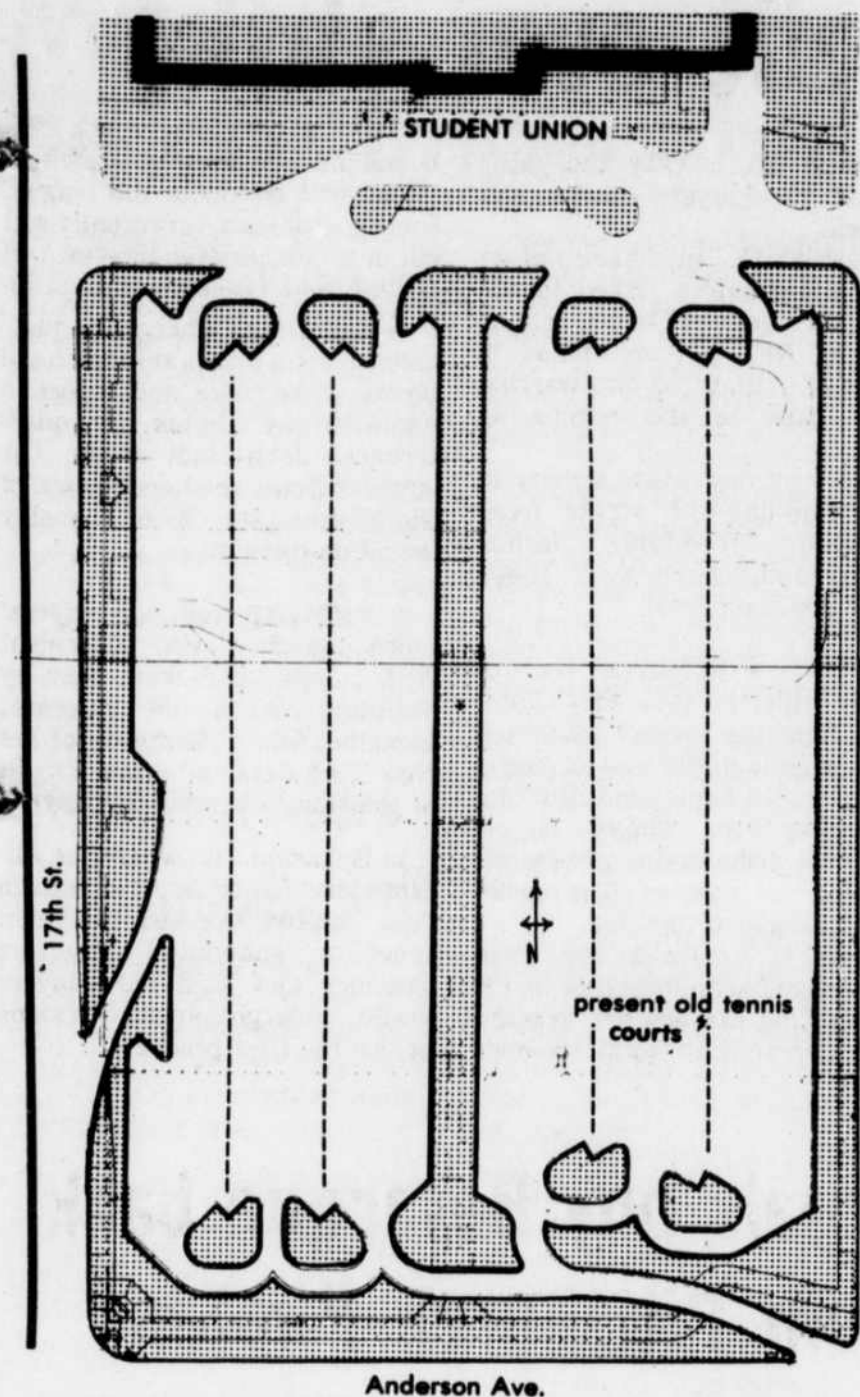 STUDENT UNION
17th St.
N
present old tennis
courts
Anderson Ave.